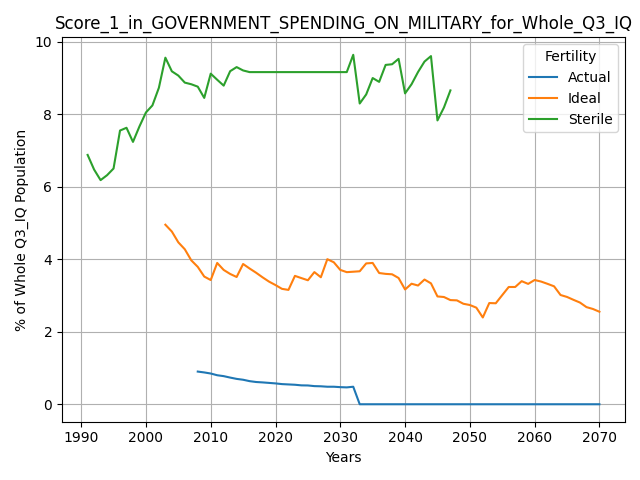 Score_1_in_GOVERNMENT_SPENDING_ON_MILITARY_for_Whole_Q3_IQ
10
8
6
4
2
0
% of Whole Q3_IQ Population
Fertility
Actual
Ideal
Sterile
1990 2000 2010 2020 2030 2040 2050 2060 2070
Years